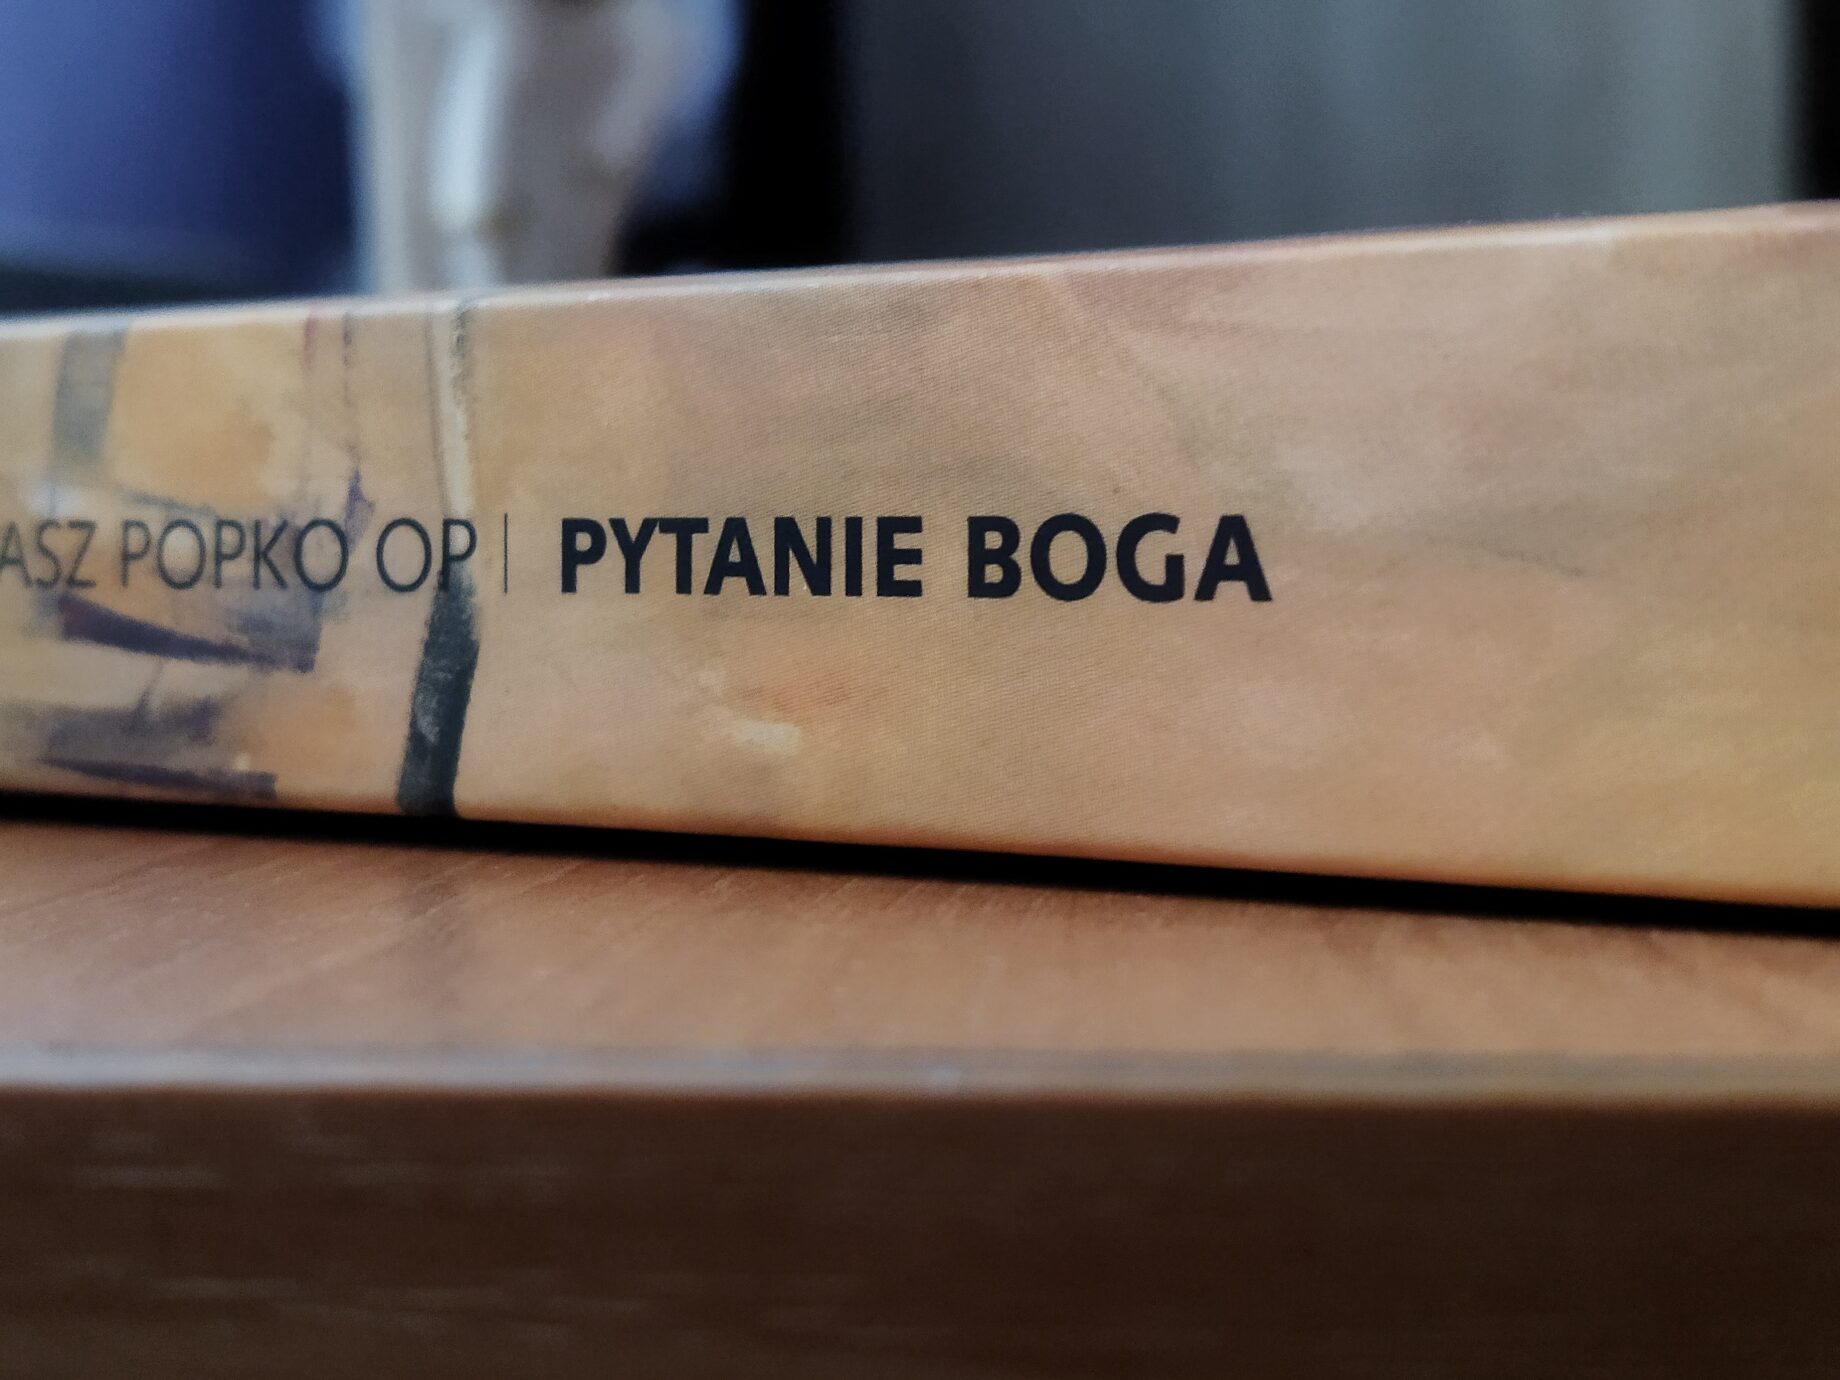 ASZ POPKO OP | PYTANIE BOGA